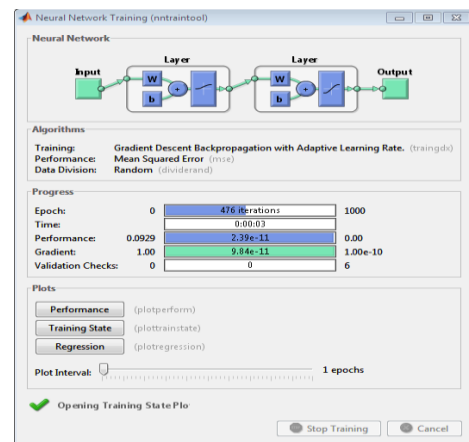 Neural Network Training (nntraintool)
Neural Network
Layer Layer
Input Output
W W
+ +
b b
Algorithms
Training: Gradient Descent Backpropagation with Adaptive Learning Rate. (traingdx)
Performance: Mean Squared Error (mse)
Data Division: Random (dividerand)
Progress
Epoch: 0 476 iterations 1000
Time: 0:00:03
Performance: 0.0929 2.39e-11 0.00
Gradient: 1.00 9.84e-11 1.00e-10
Validation Checks: 0 0 6
Plots
Performance (plotperform)
Training State (plottrainstate)
Regression (plotregression)
Plot Interval: 1 epochs
Opening Training State Plo
Stop Training Cancel